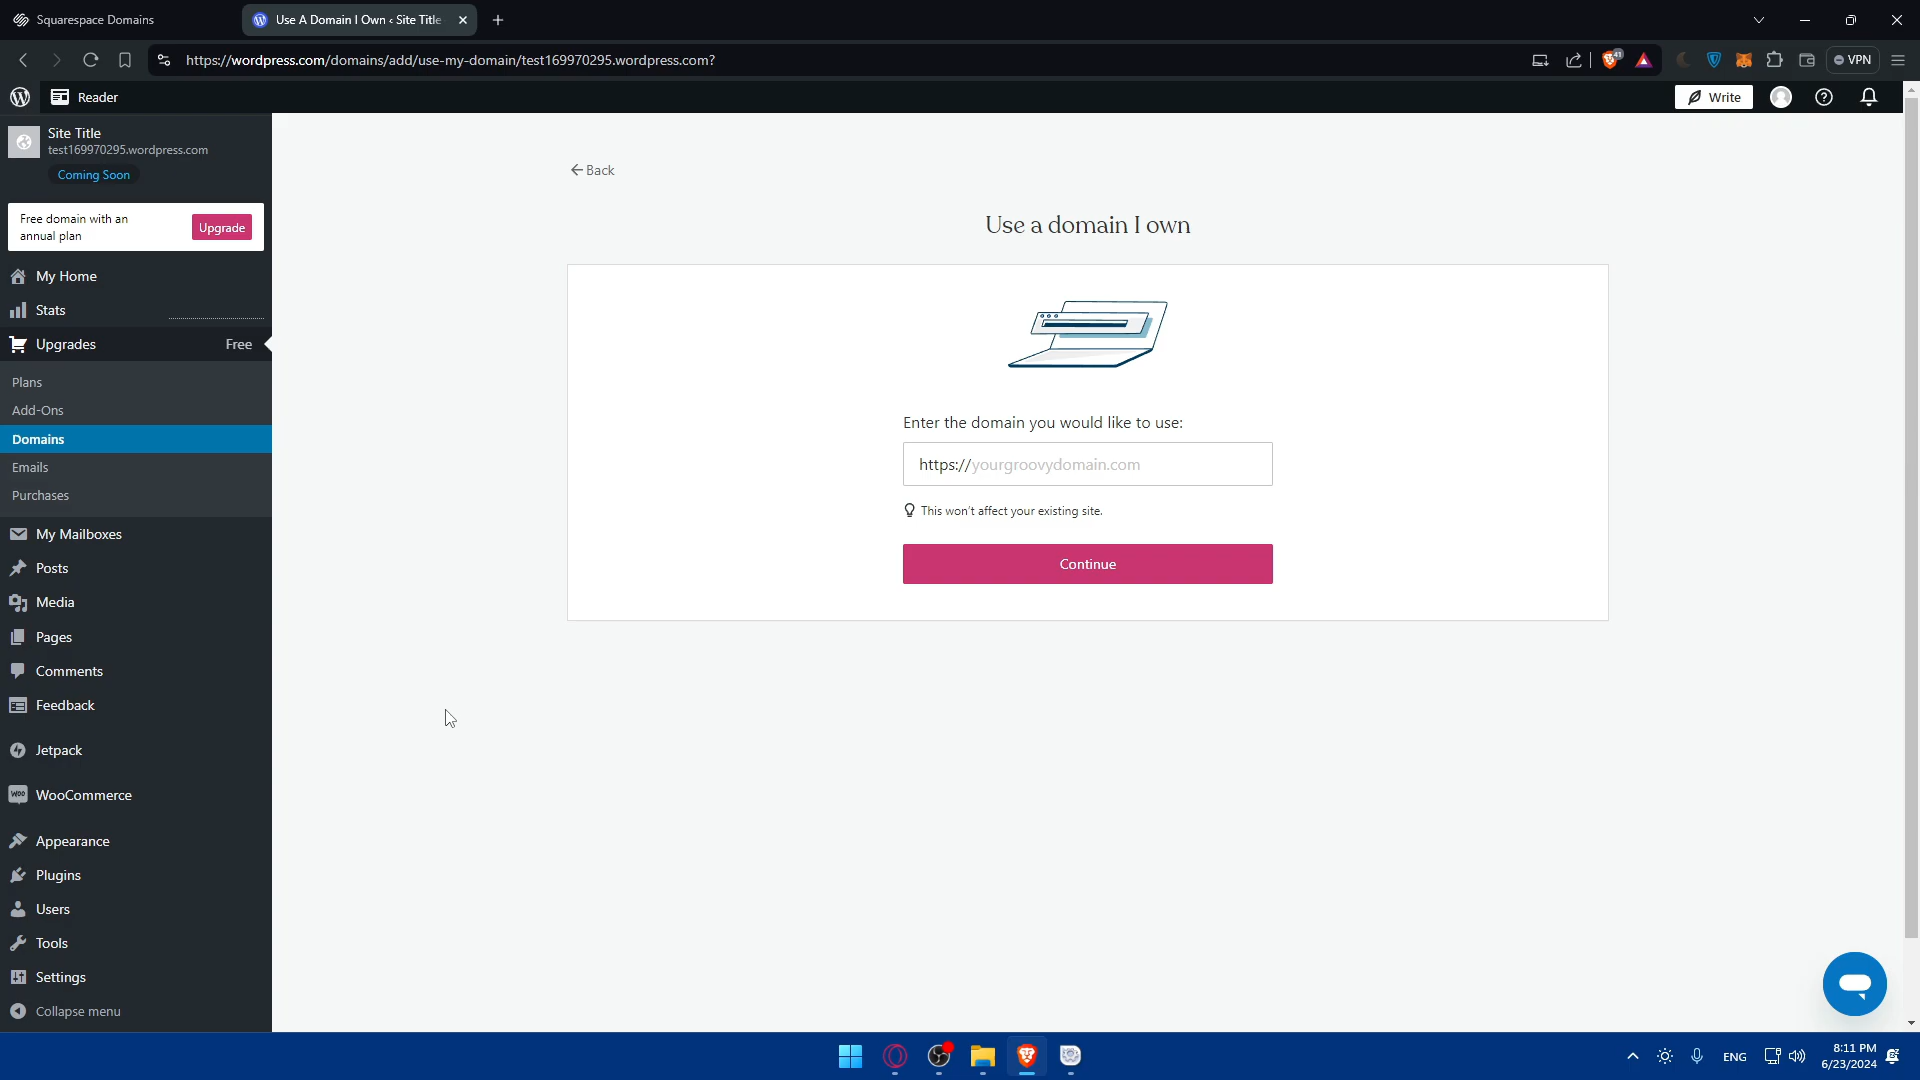 Squarespace Domains
Use A Domain I Own ‹ Site Title
https://wordpress.com/domains/add/use-my-domain/test169970295.wordpress.com?
41
VPN
Reader
Write
Site Title
test169970295.wordpress.com
Coming Soon
Free domain with an
annual plan
Upgrade
My Home
Stats
Upgrades
Free
Plans
Add-Ons
Domains
Emails
Purchases
My Mailboxes
Posts
Media
Pages
Comments
Feedback
Jetpack
WooCommerce
Appearance
Plugins
Users
Tools
Settings
Collapse menu
Back
Use a domain I own
Enter the domain you would like to use:
https://yourgroovydomain.com
This won't affect your existing site.
Continue
ENG
8:11 PM
6/23/2024